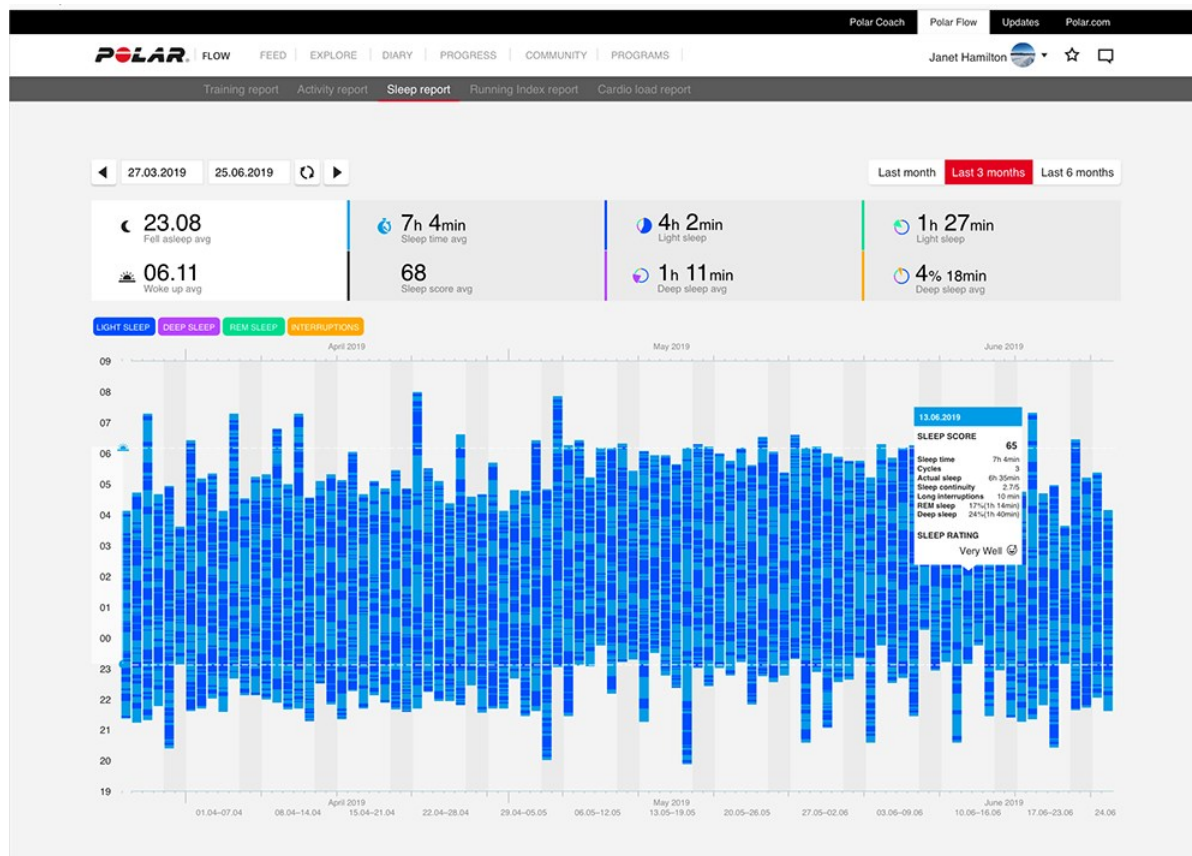 Polar Coach Polar Flow Updates Polar.com
POLAR FLOW FEED EXPLORE DIARY PROGRESS COMMUNITY PROGRAMS Janet Hamilton
Training report Activity report Sleep report Running Index report Cardio load report
27.03.2019 25.06.2019 Last month Last 3 months Last 6 months
23.08 7h 4min 4h 2min 1h 27min
Fell asleep avg Sleep time avg Light sleep Light sleep
06.11 68 1h 11min 4% 18min
Woke up avg Sleep score avg Deep sleep avg Deep sleep avg
LIGHT SLEEP DEEP SLEEP REM SLEEP INTERRUPTIONS
April 2019 May 2019 June 2019
09
08
07
06
05
04
03
02
01
00
23
22
21
20
19
13.06.2019
SLEEP SCORE
65
Sleep time 7h 4min
Cycles 3
Actual sleep 6h 35min
Sleep continuity 2.7/5
Long interruptions 10 min
REM sleep 17%(1h 14min)
Deep sleep 24%(1h 40min)
SLEEP RATING
Very Well
April 2019 May 2019 June 2019
01.04–07.04 08.04–14.04 15.04–21.04 22.04–28.04 29.04–05.05 06.05–12.05 13.05–19.05 20.05–26.05 27.05–02.06 03.06–09.06 10.06–16.06 17.06–23.06 24.06